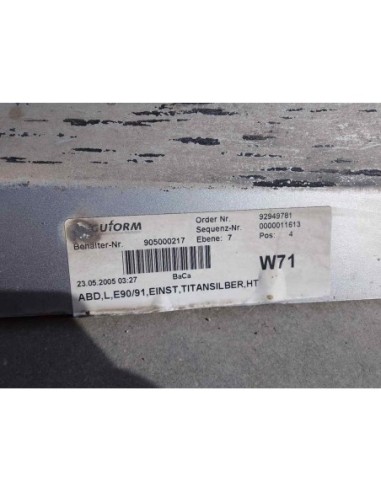 GUFORM Order Nr. 92949781
Sequenz-Nr. 0000011613
Behälter-Nr. 905000217 Ebene: 7 Pos: 4
23.05.2005 03:27 BaCa W71
ABD,L,E90/91,EINST,TITANSILBER,HT